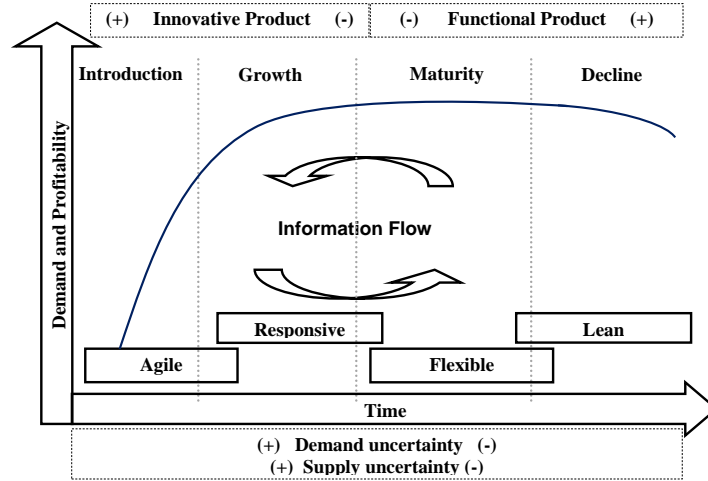 (+) Innovative Product (-) (-) Functional Product (+)
Introduction Growth Maturity Decline
Demand and Profitability
Information Flow
Responsive Lean
Agile Flexible
Time
(+) Demand uncertainty (-)
(+) Supply uncertainty (-)